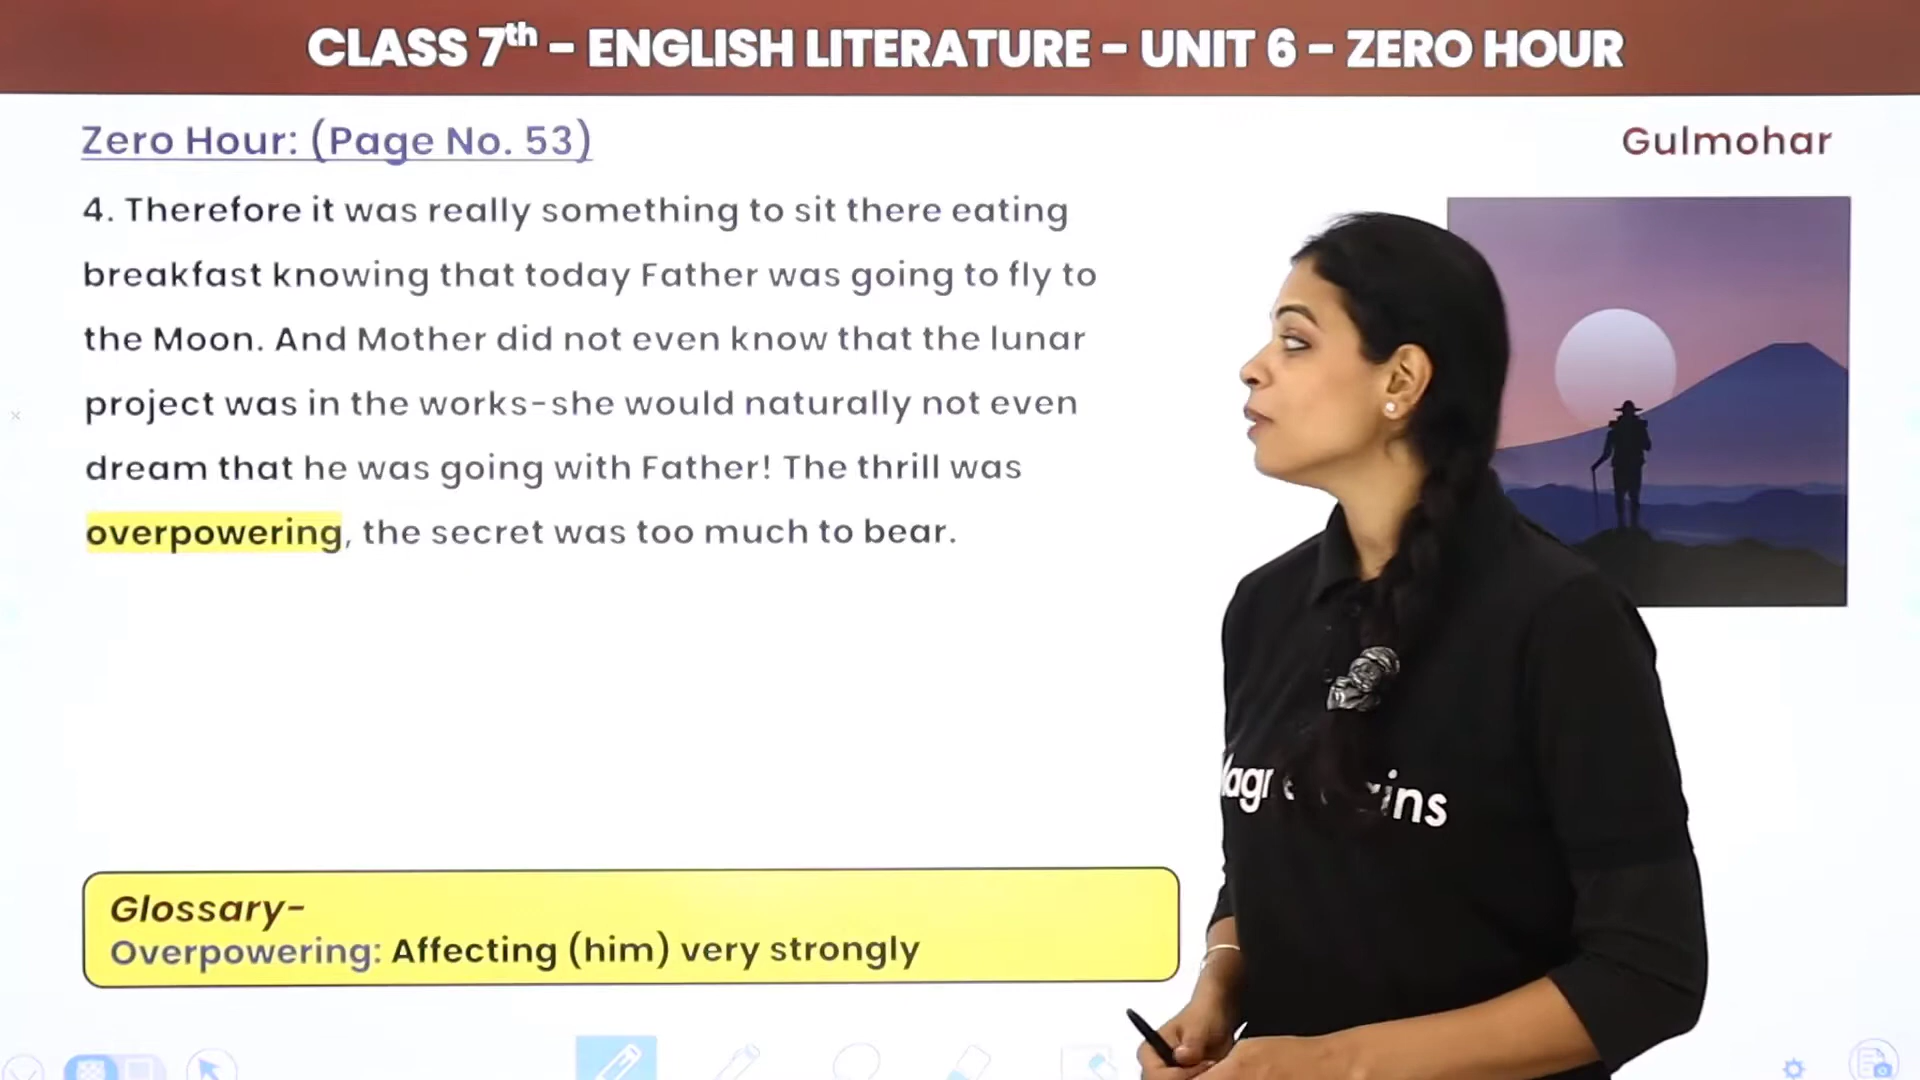 CLASS 7th - ENGLISH LITERATURE - UNIT 6 - ZERO HOUR
Zero Hour: (Page No. 53)
Gulmohar
4. Therefore it was really something to sit there eating
breakfast knowing that today Father was going to fly to
the Moon. And Mother did not even know that the lunar
project was in the works-she would naturally not even
dream that he was going with Father! The thrill was
overpowering, the secret was too much to bear.
Glossary-
Overpowering: Affecting (him) very strongly